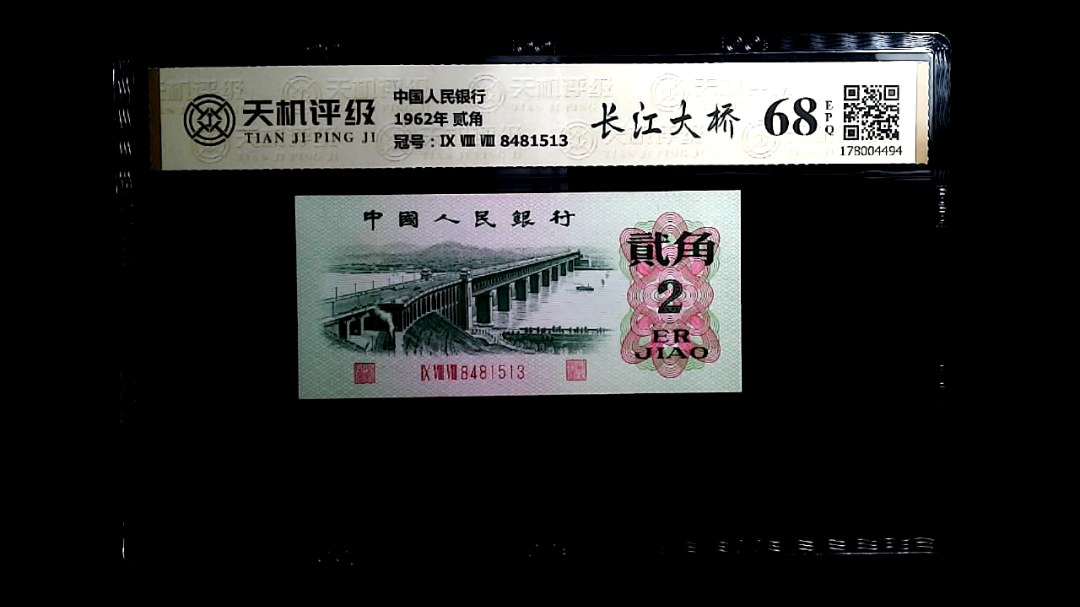 天机评级
TIAN JI PING JI
中国人民银行
1962年 贰角
冠号：Ⅸ Ⅷ Ⅷ 8481513
长江大桥
68
EPQ
178004494
中國人民銀行
貳角
2
ER
JIAO
Ⅸ Ⅷ Ⅷ 8481513